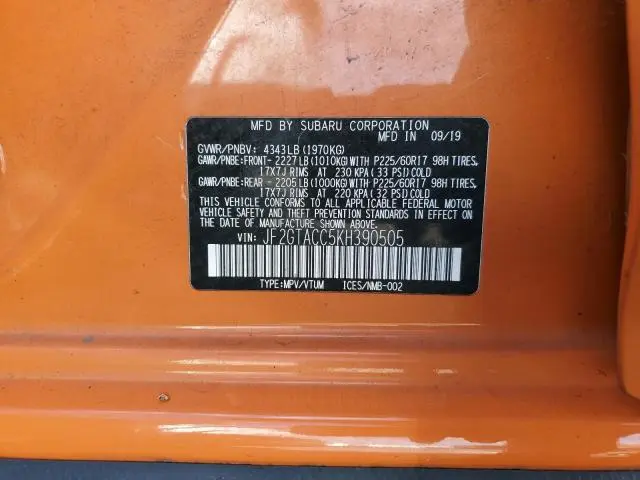 MFD BY SUBARU CORPORATION
MFD IN 09/19
GVWR/PNBV: 4343LB (1970KG)
GAWR/PNBE:FRONT- 2227LB (1010KG) WITH P225/60R17 98H TIRES,
17X7J RIMS AT 230 KPA ( 33 PSI) COLD
GAWR/PNBE:REAR - 2205LB (1000KG) WITH P225/60R17 98H TIRES,
17X7J RIMS AT 220 KPA ( 32 PSI) COLD
THIS VEHICLE CONFORMS TO ALL APPLICABLE FEDERAL MOTOR
VEHICLE SAFETY AND THEFT PREVENTION STANDARDS IN EFFECT ON
THE DATE OF MANUFACTURE SHOWN ABOVE.
VIN: JF2GTACC5KH390505
TYPE:MPV/VTUM ICES/NMB-002